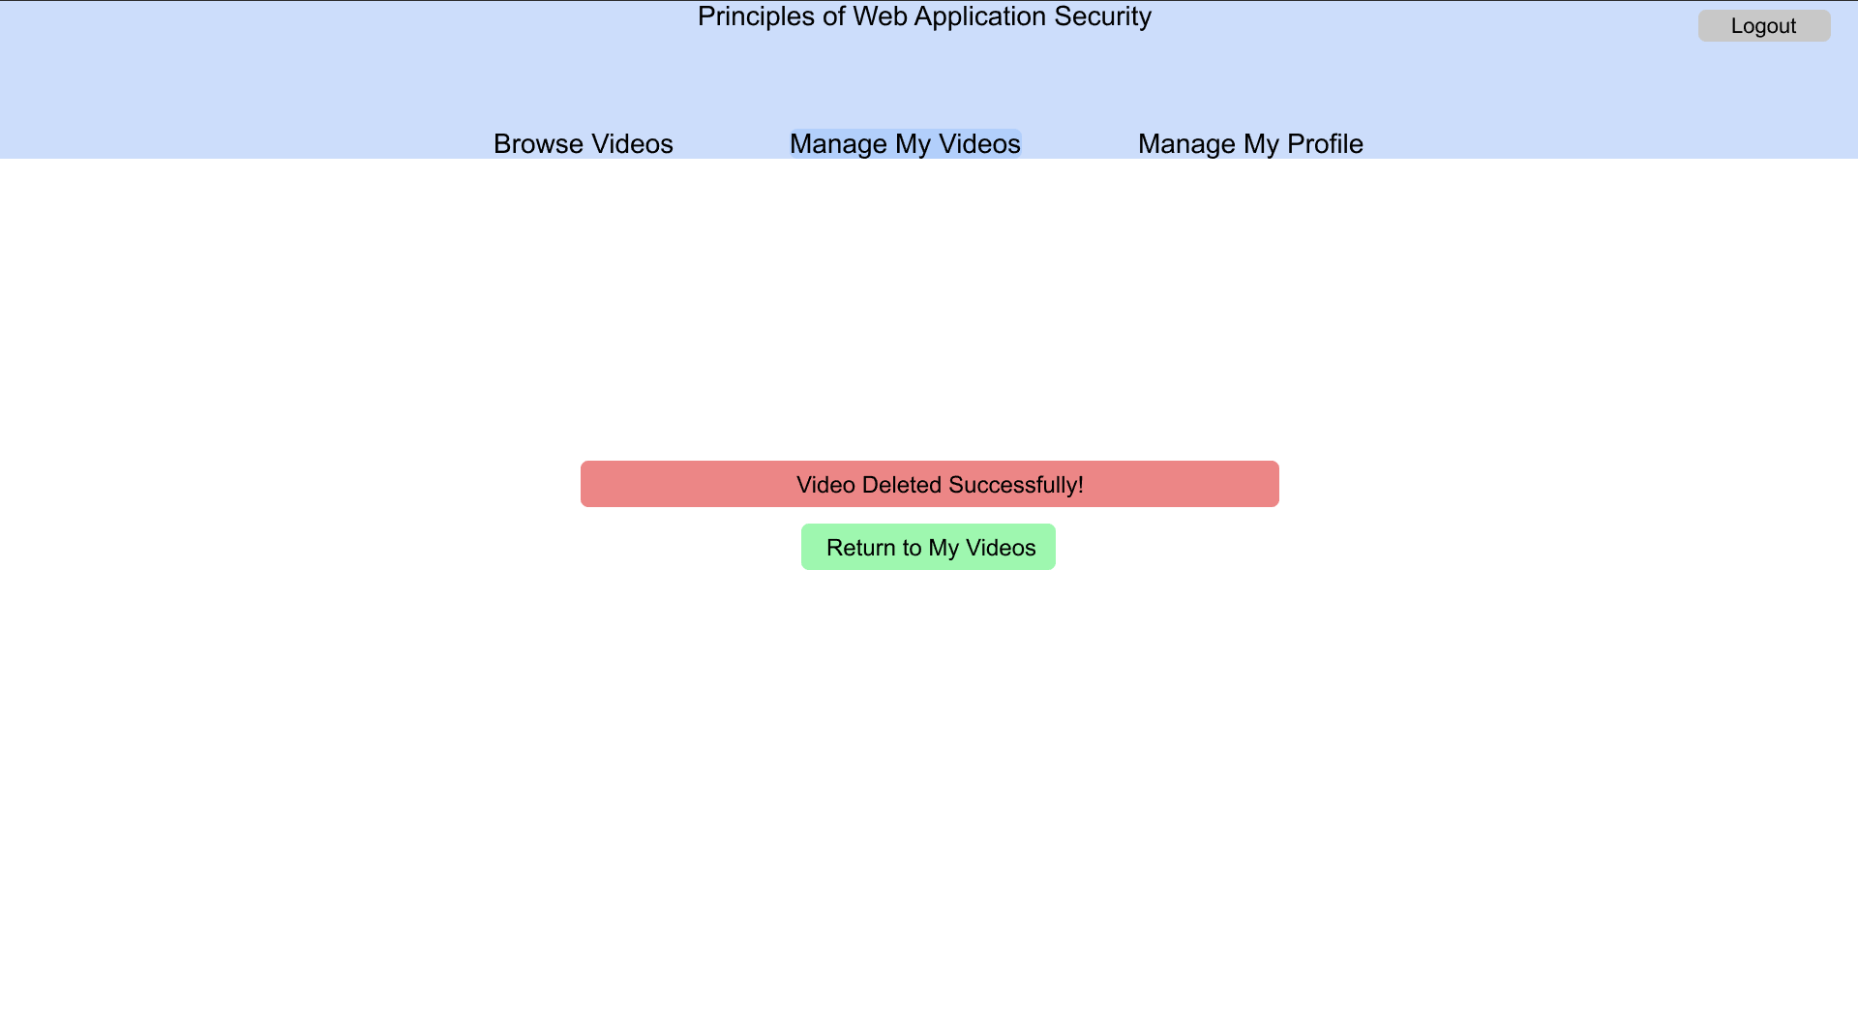 Principles of Web Application Security
Logout
Browse Videos
Manage My Videos
Manage My Profile
Video Deleted Successfully!
Return to My Videos